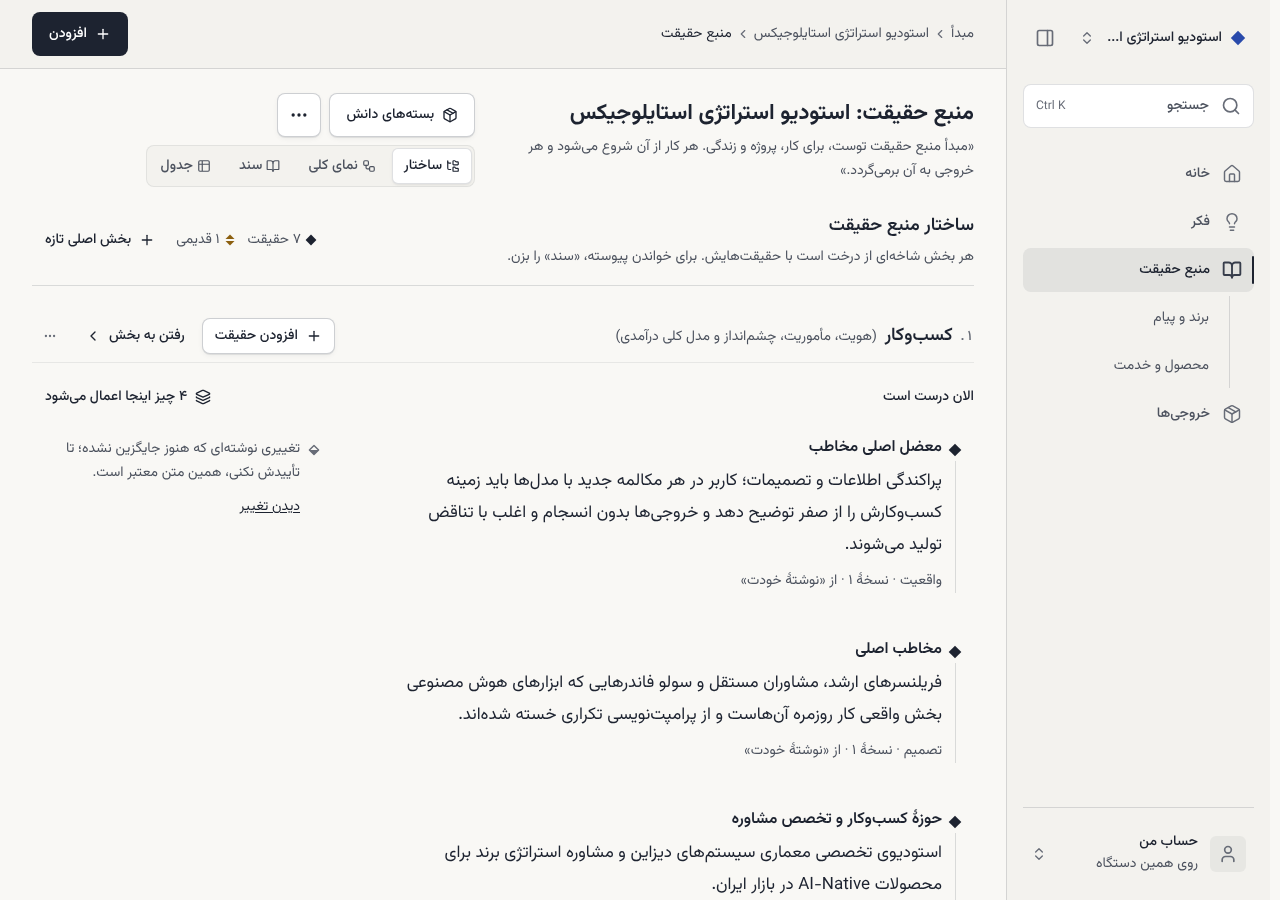 استودیو استراتژی ا...
جستجو
Ctrl K
خانه
فکر
منبع حقیقت
برند و پیام
محصول و خدمت
خروجی‌ها
حساب من
روی همین دستگاه
مبدأ › استودیو استراتژی استایلوجیکس › منبع حقیقت
افزودن
منبع حقیقت: استودیو استراتژی استایلوجیکس
«مبدأ منبع حقیقت توست، برای کار، پروژه و زندگی. هر کار از آن شروع می‌شود و هر
خروجی به آن برمی‌گردد.»
بسته‌های دانش
ساختار
نمای کلی
سند
جدول
ساختار منبع حقیقت
هر بخش شاخه‌ای از درخت است با حقیقت‌هایش. برای خواندن پیوسته، «سند» را بزن.
۷ حقیقت
۱ قدیمی
بخش اصلی تازه
۱. کسب‌وکار (هویت، مأموریت، چشم‌انداز و مدل کلی درآمدی)
افزودن حقیقت
رفتن به بخش
الان درست است
۴ چیز اینجا اعمال می‌شود
معضل اصلی مخاطب
پراکندگی اطلاعات و تصمیمات؛ کاربر در هر مکالمه جدید با مدل‌ها باید زمینه
کسب‌وکارش را از صفر توضیح دهد و خروجی‌ها بدون انسجام و اغلب با تناقض
تولید می‌شوند.
واقعیت · نسخهٔ ۱ · از «نوشتهٔ خودت»
تغییری نوشته‌ای که هنوز جایگزین نشده؛ تا
تأییدش نکنی، همین متن معتبر است.
دیدن تغییر
مخاطب اصلی
فریلنسرهای ارشد، مشاوران مستقل و سولو فاندرهایی که ابزارهای هوش مصنوعی
بخش واقعی کار روزمره آن‌هاست و از پرامپت‌نویسی تکراری خسته شده‌اند.
تصمیم · نسخهٔ ۱ · از «نوشتهٔ خودت»
حوزهٔ کسب‌وکار و تخصص مشاوره
استودیوی تخصصی معماری سیستم‌های دیزاین و مشاوره استراتژی برند برای
محصولات AI-Native در بازار ایران.